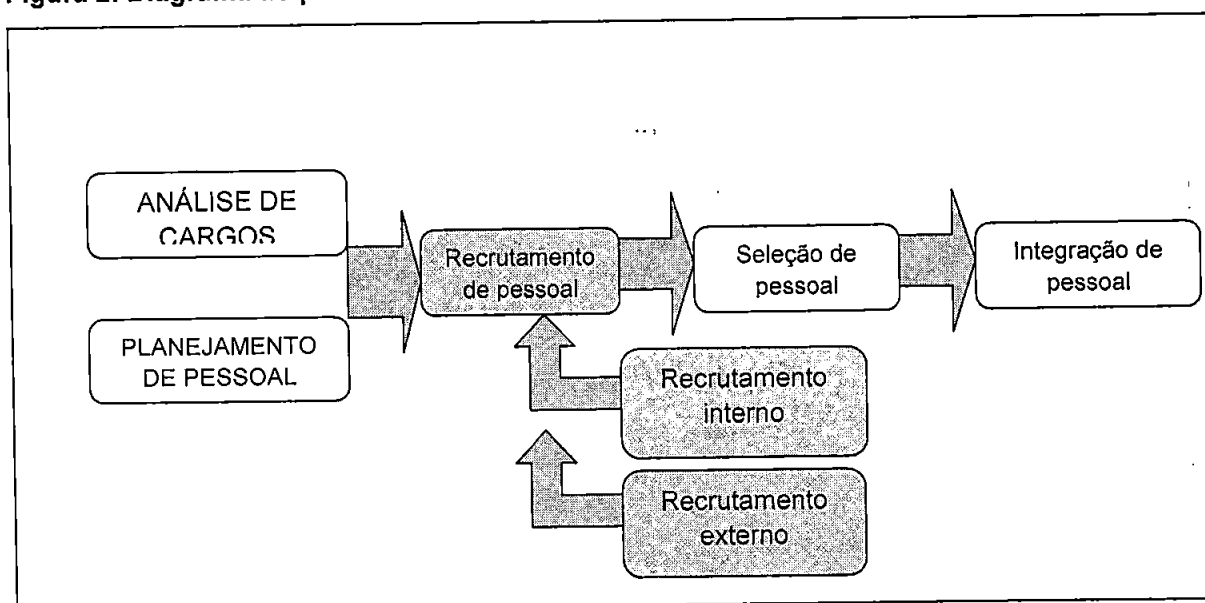 ANÁLISE DE
CARGOS
PLANEJAMENTO
DE PESSOAL
Recrutamento
de pessoal
Seleção de
pessoal
Integração de
pessoal
Recrutamento
interno
Recrutamento
externo